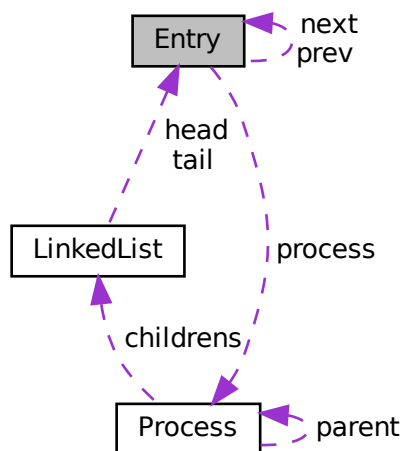 Entry
next
prev
head
tail
LinkedList
process
childrens
Process
parent